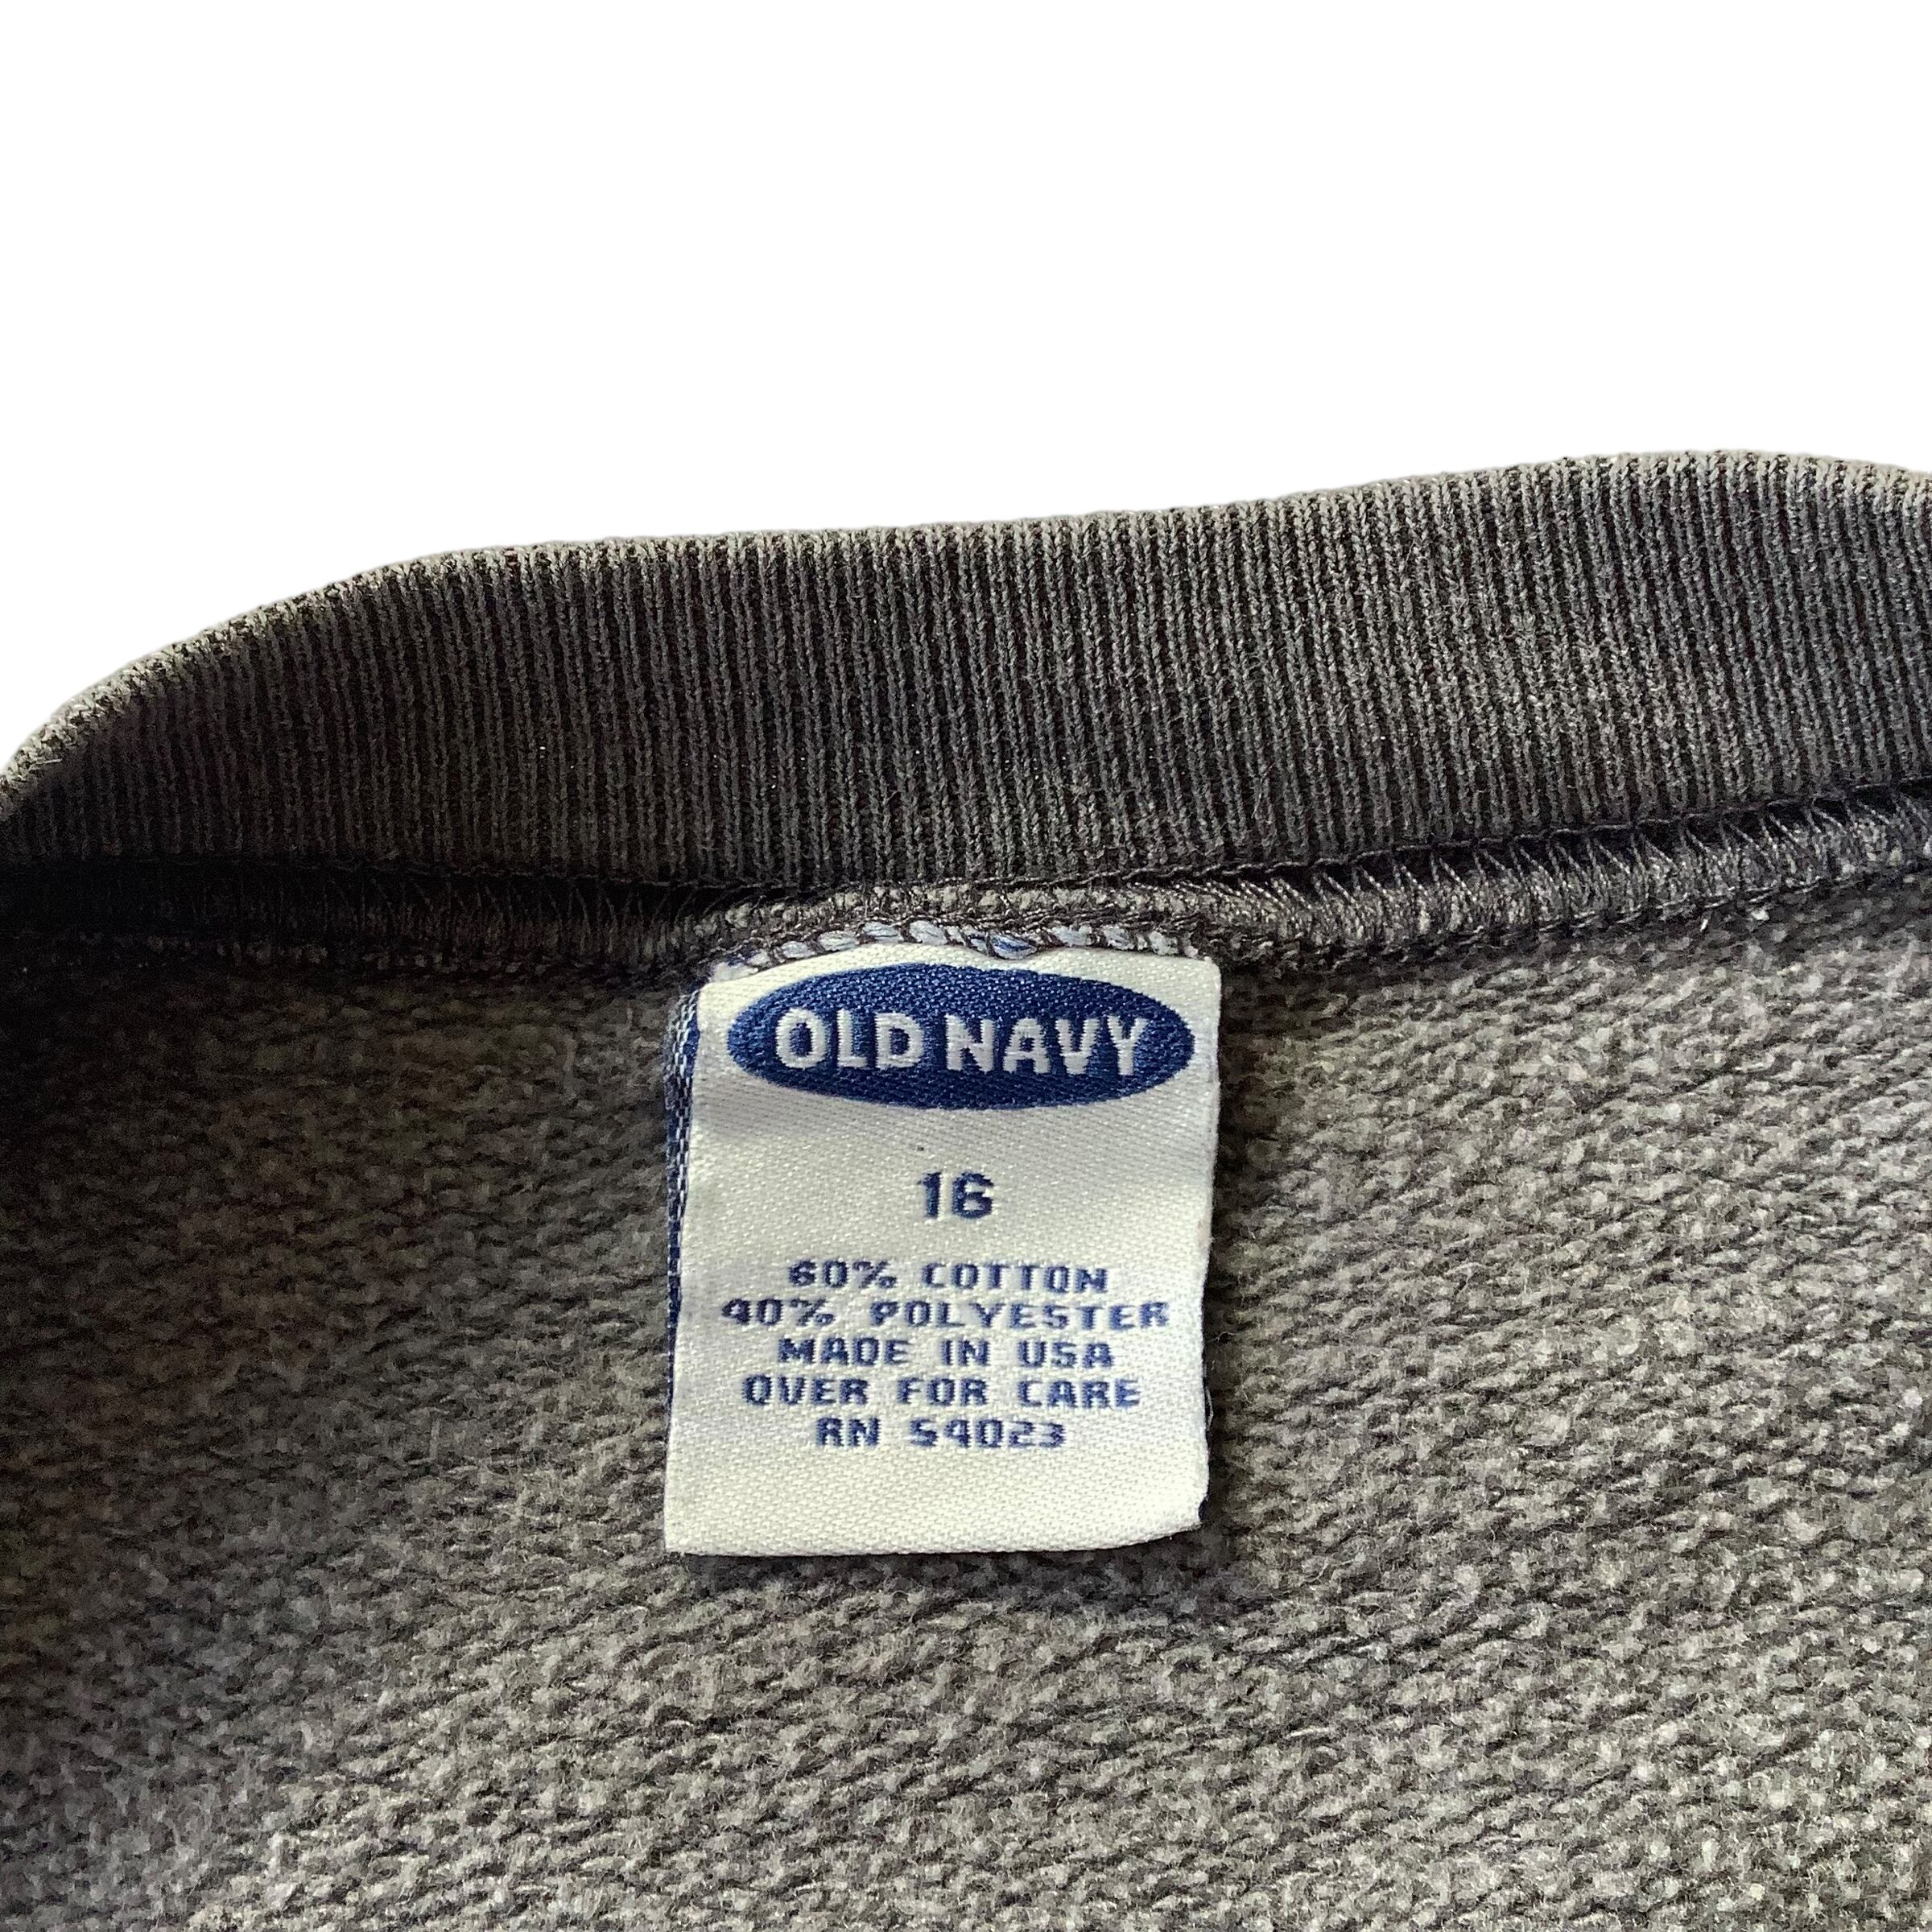 OLD NAVY
16
60% COTTON
40% POLYESTER
MADE IN USA
OVER FOR CARE
RN 54023